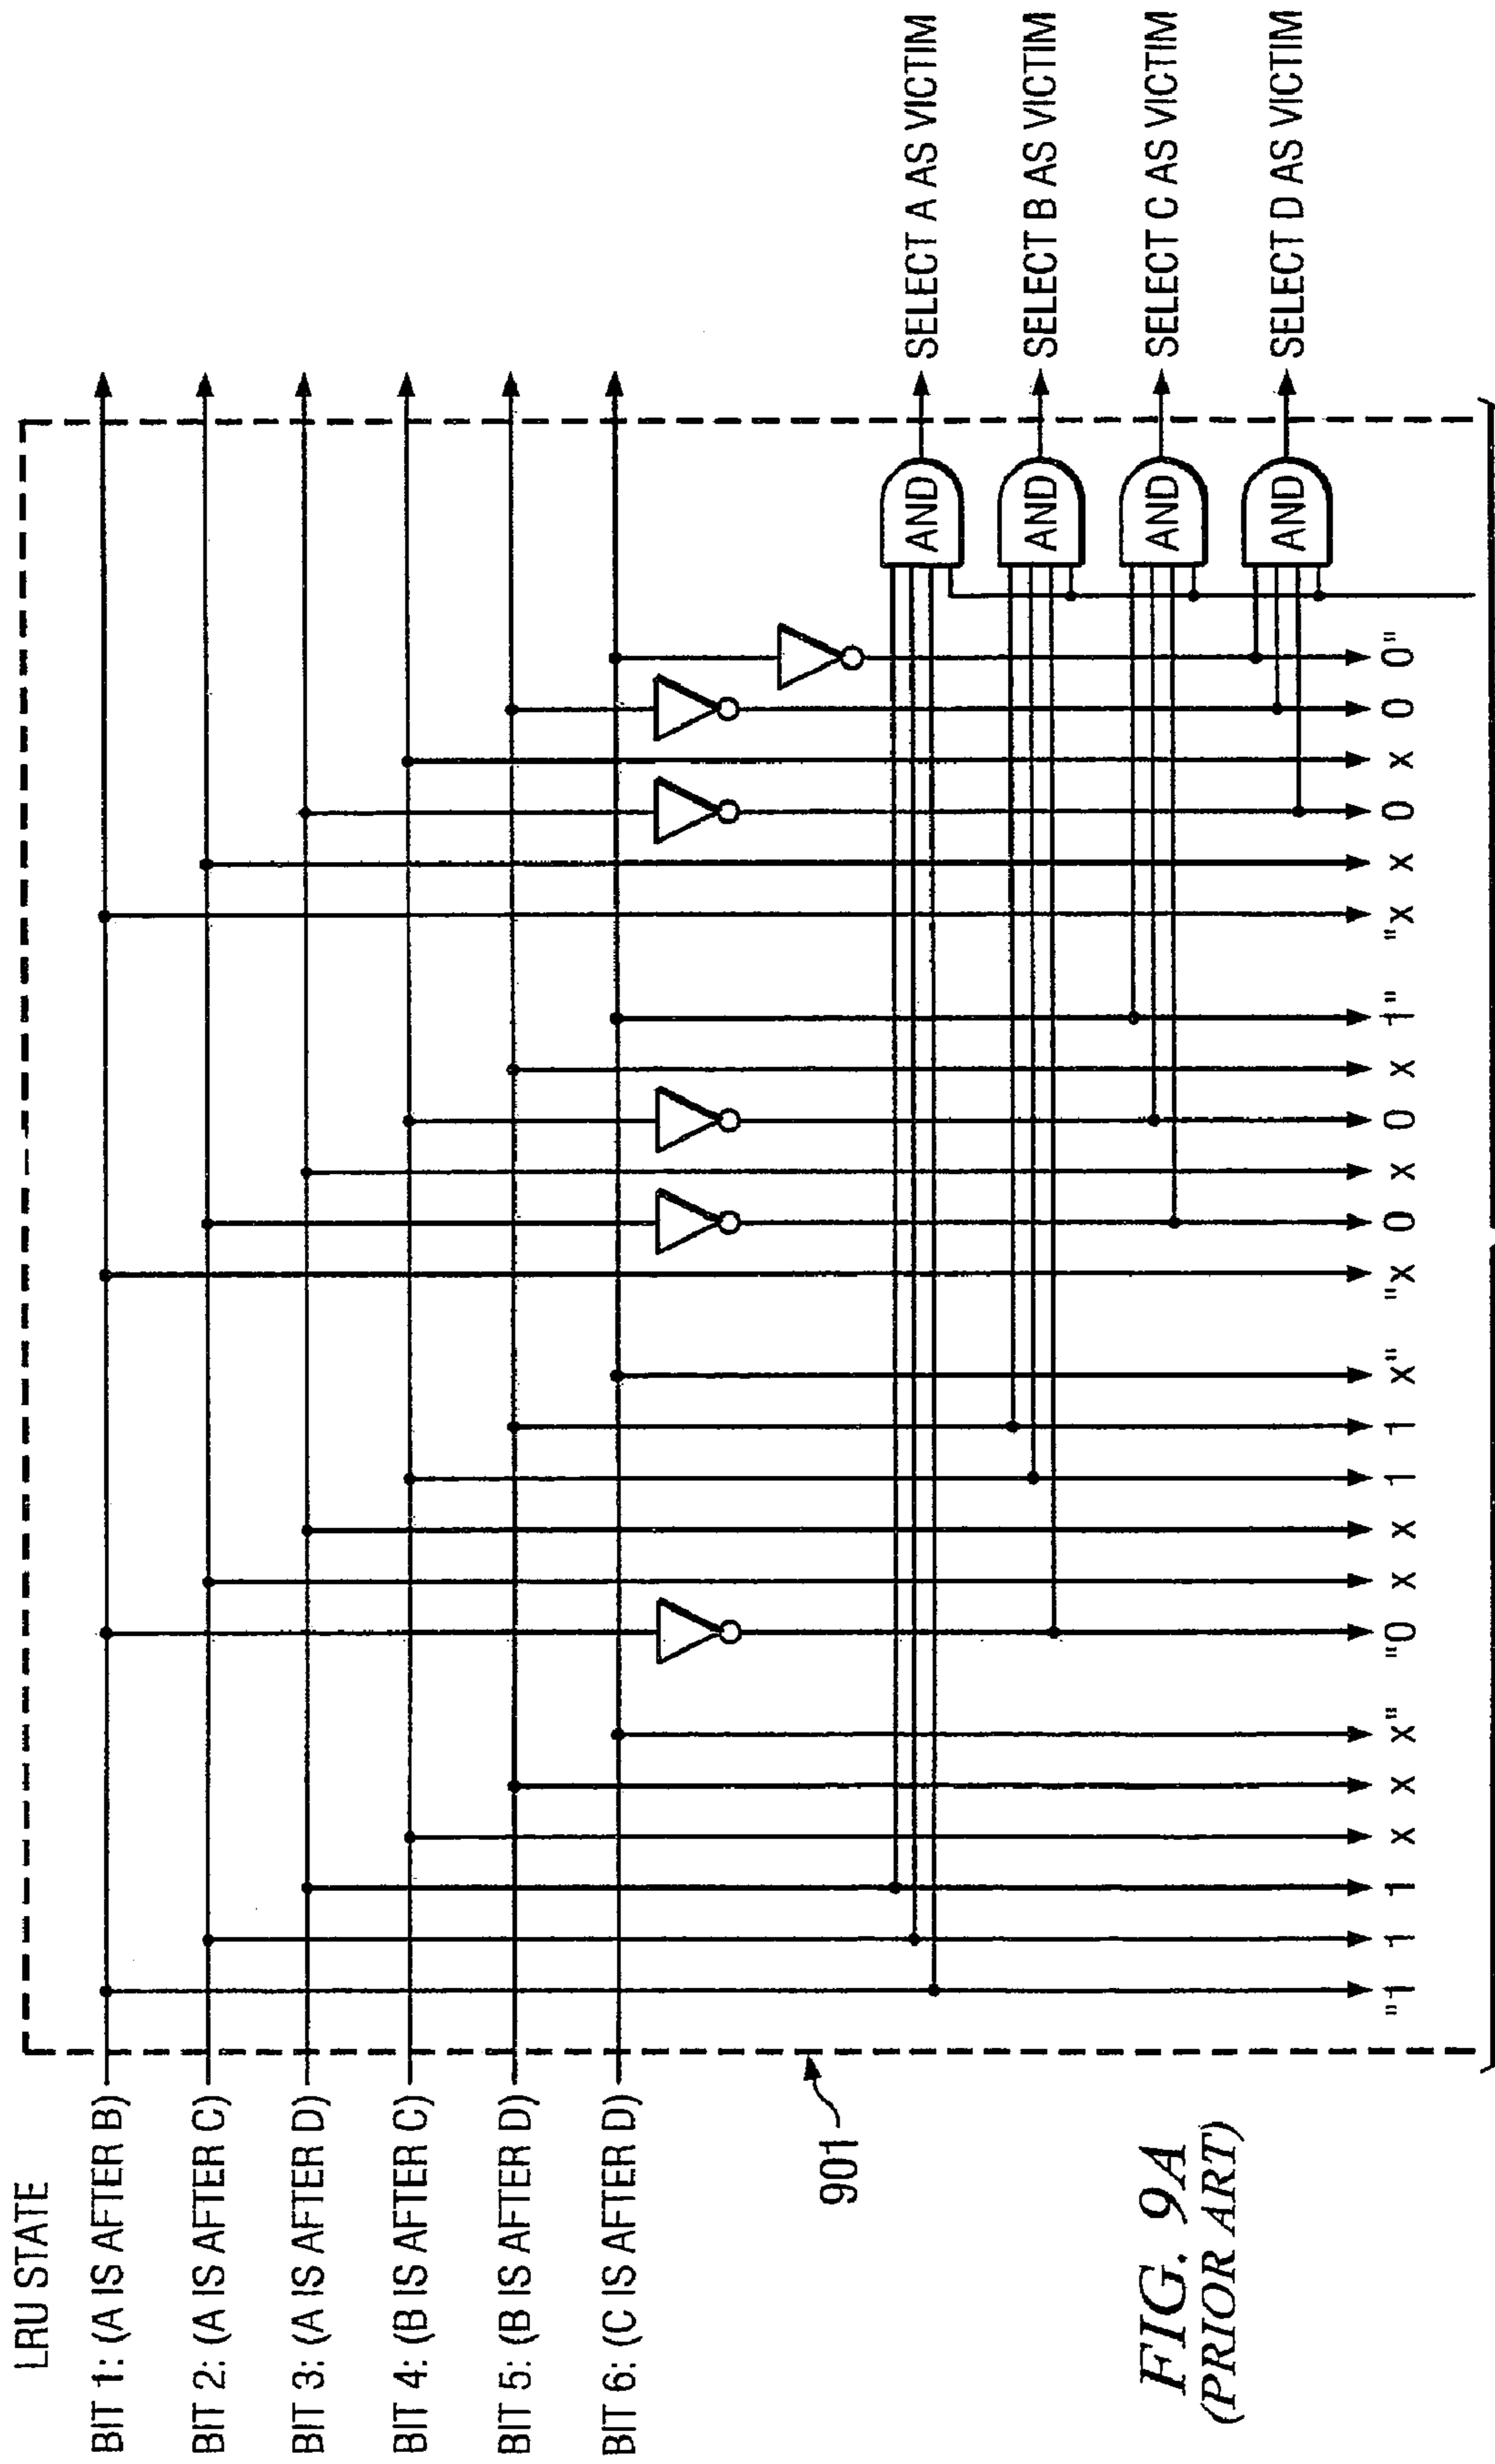 LRU STATE
BIT 1: (A IS AFTER B)
BIT 2: (A IS AFTER C)
BIT 3: (A IS AFTER D)
BIT 4: (B IS AFTER C)
BIT 5: (B IS AFTER D)
BIT 6: (C IS AFTER D)
901
AND
SELECT A AS VICTIM
AND
SELECT B AS VICTIM
AND
SELECT C AS VICTIM
AND
SELECT D AS VICTIM
"1 1 1 x x x" "0 x x 1 1 x" "x 0 x 0 x 1" "x x 0 x 0 0"
FIG. 9A
(PRIOR ART)